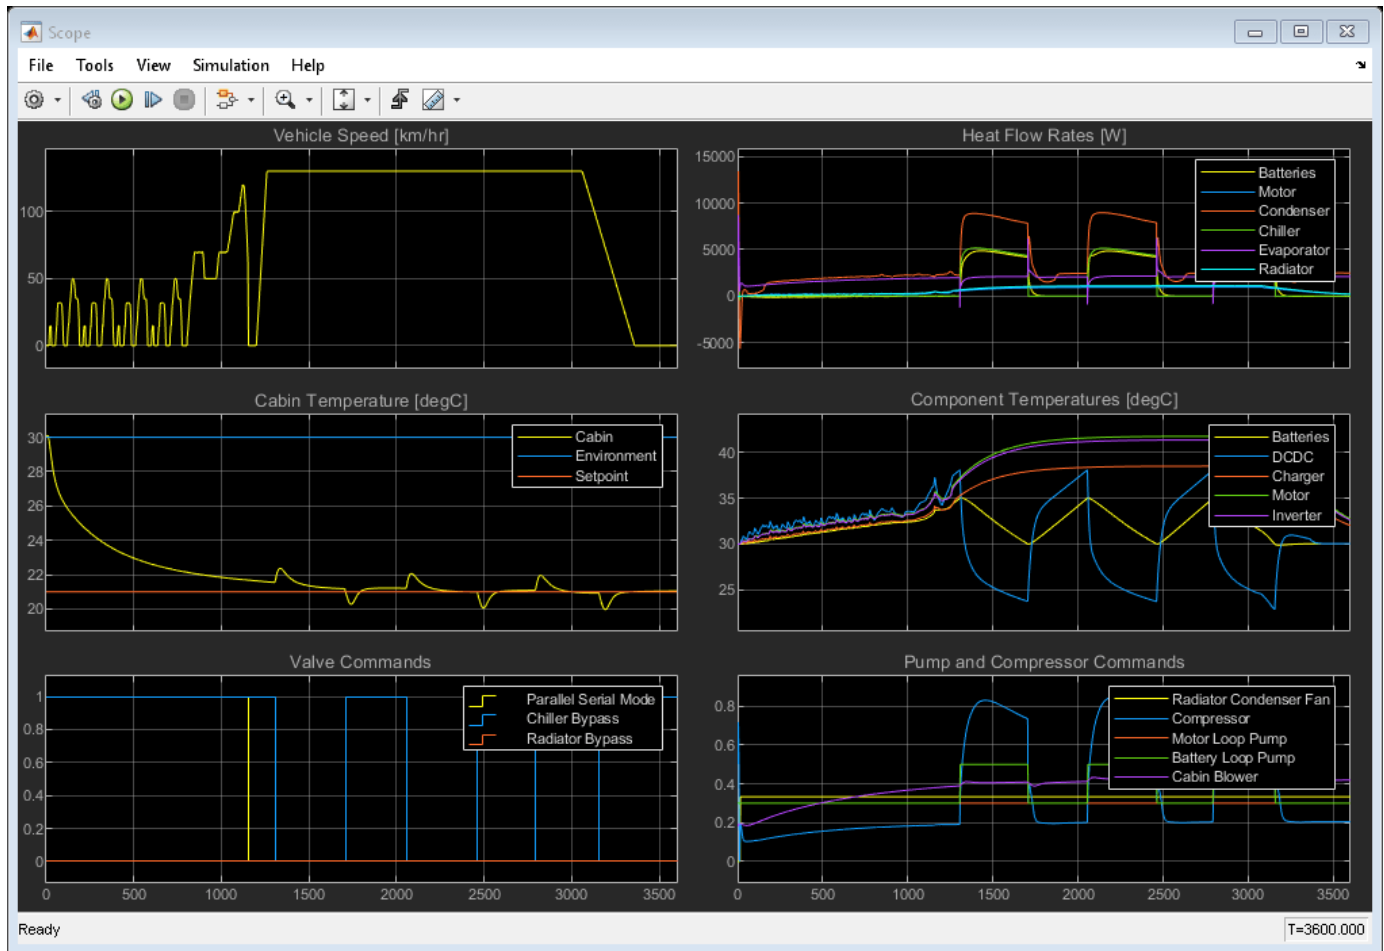 Scope
File Tools View Simulation Help
Vehicle Speed [km/hr]
100
50
0
Heat Flow Rates [W]
15000
10000
5000
0
-5000
Batteries
Motor
Condenser
Chiller
Evaporator
Radiator
Cabin Temperature [degC]
30
28
26
24
22
20
Cabin
Environment
Setpoint
Component Temperatures [degC]
40
35
30
25
Batteries
DCDC
Charger
Motor
Inverter
Valve Commands
1
0.8
0.6
0.4
0.2
0
Parallel Serial Mode
Chiller Bypass
Radiator Bypass
0 500 1000 1500 2000 2500 3000 3500
Pump and Compressor Commands
0.8
0.6
0.4
0.2
0
Radiator Condenser Fan
Compressor
Motor Loop Pump
Battery Loop Pump
Cabin Blower
0 500 1000 1500 2000 2500 3000 3500
Ready
T=3600.000